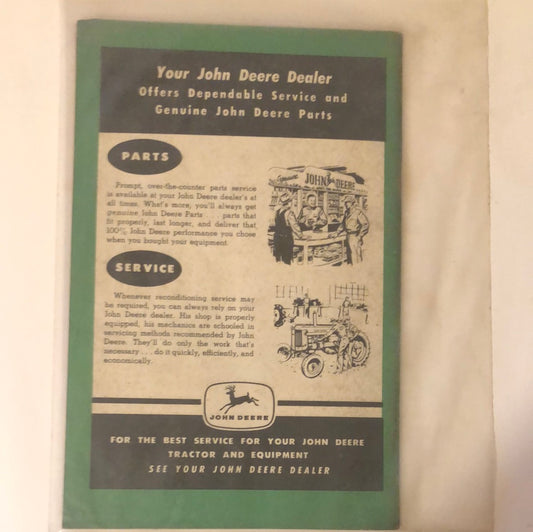 Your John Deere Dealer
Offers Dependable Service and
Genuine John Deere Parts
PARTS
Prompt, over-the-counter parts service
is available at your John Deere dealer's at
all times. What's more, you'll always get
genuine John Deere Parts . . . parts that
fit properly, last longer, and deliver that
100% John Deere performance you chose
when you bought your equipment.
Genuine
JOHN DEERE
SERVICE
Whenever reconditioning service may
be required, you can always rely on your
John Deere dealer. His shop is properly
equipped, his mechanics are schooled in
servicing methods recommended by John
Deere. They'll do only the work that's
necessary . . . do it quickly, efficiently, and
economically.
JOHN DEERE
FOR THE BEST SERVICE FOR YOUR JOHN DEERE
TRACTOR AND EQUIPMENT
SEE YOUR JOHN DEERE DEALER